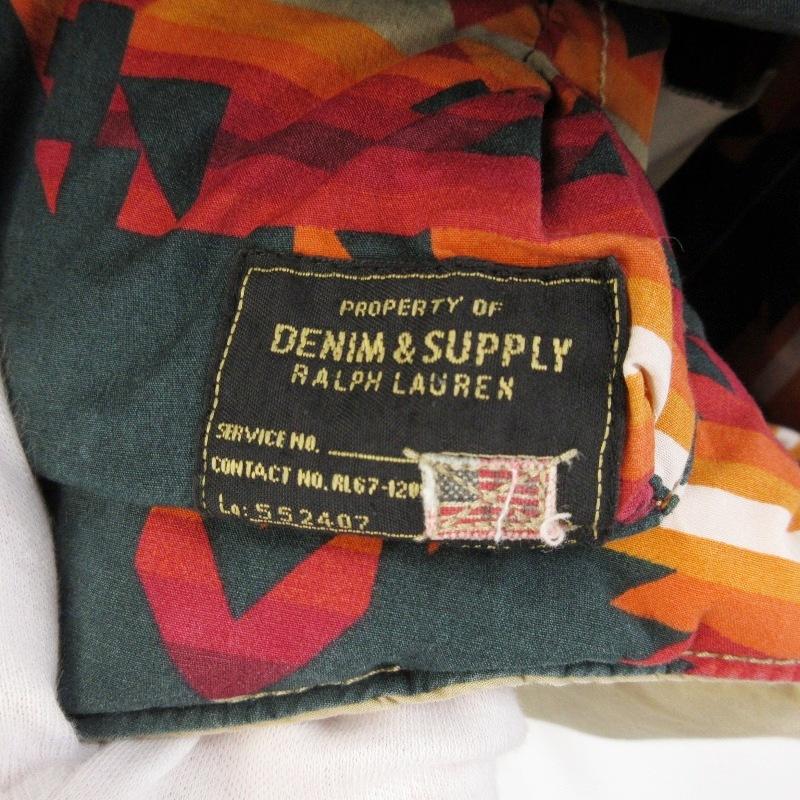 PROPERTY OF
DENIM & SUPPLY
RALPH LAUREN
SERVICE NO.
CONTACT NO. RL67-120
Lo: 552407